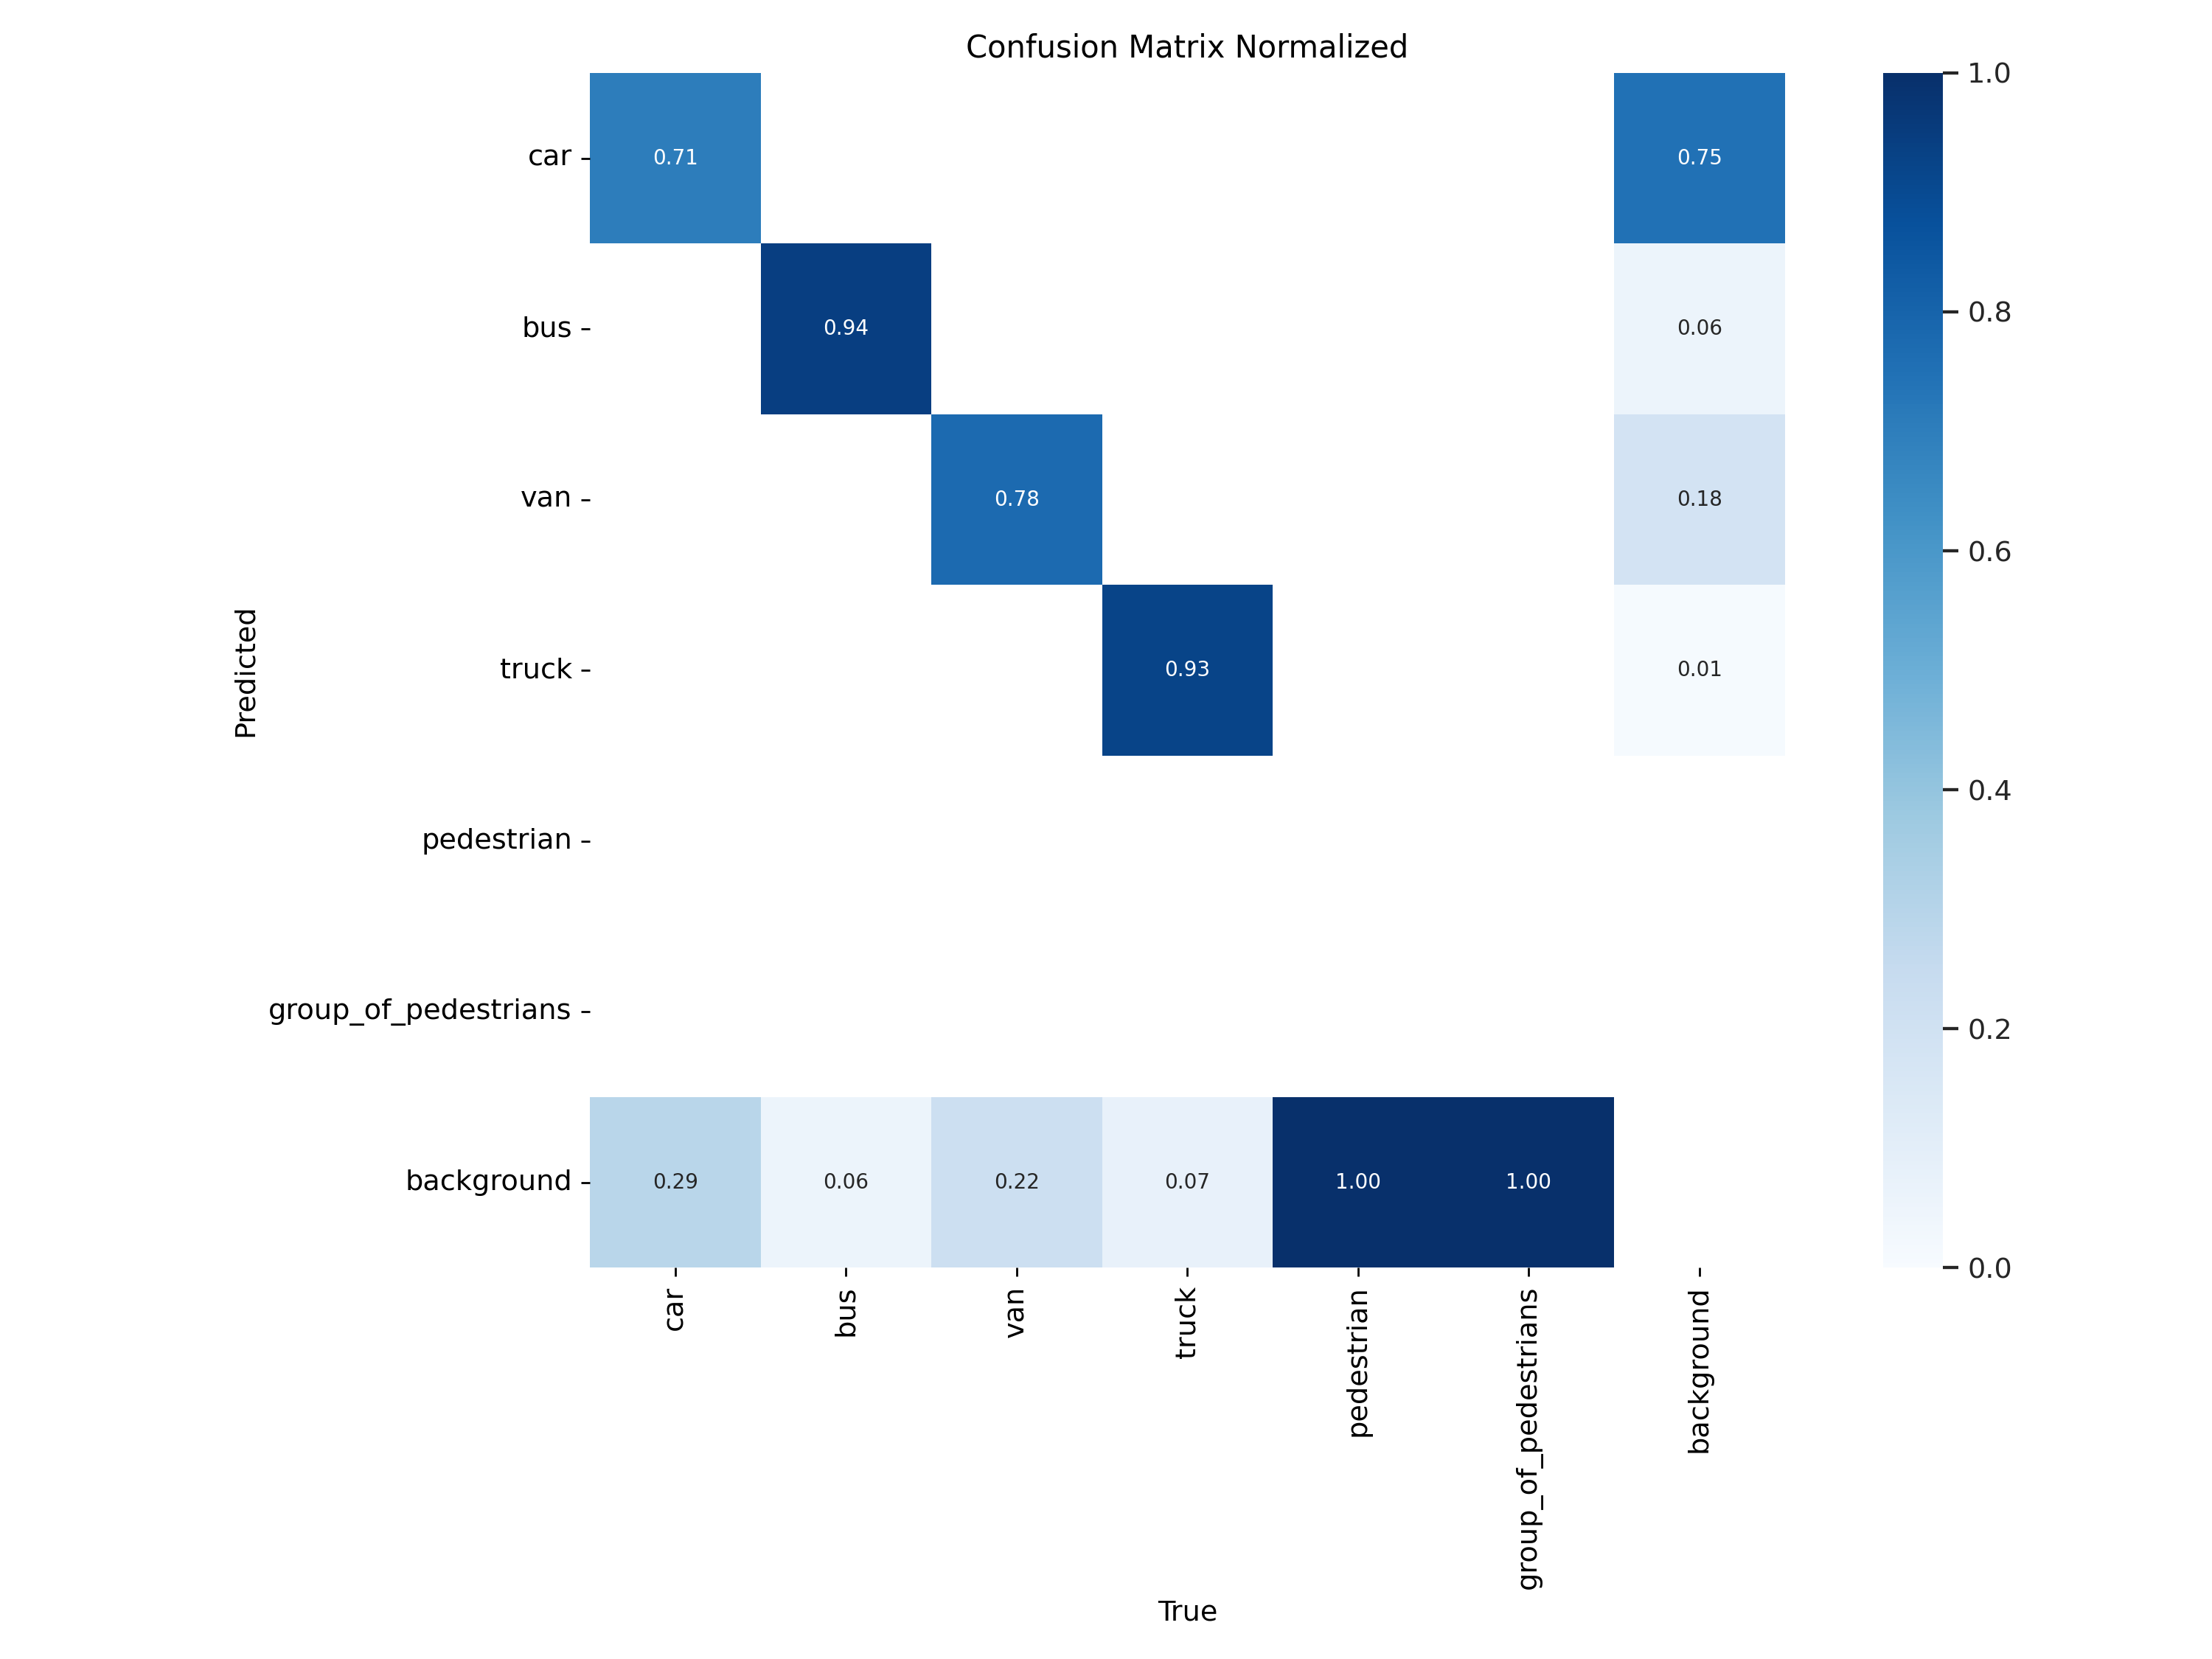 Confusion Matrix Normalized
car
0.71
0.75
1.0
bus
0.94
0.06
0.8
van
0.78
0.18
0.6
truck
0.93
0.01
Predicted
pedestrian
0.4
group_of_pedestrians
0.2
background
0.29
0.06
0.22
0.07
1.00
1.00
0.0
car
bus
van
truck
pedestrian
group_of_pedestrians
background
True